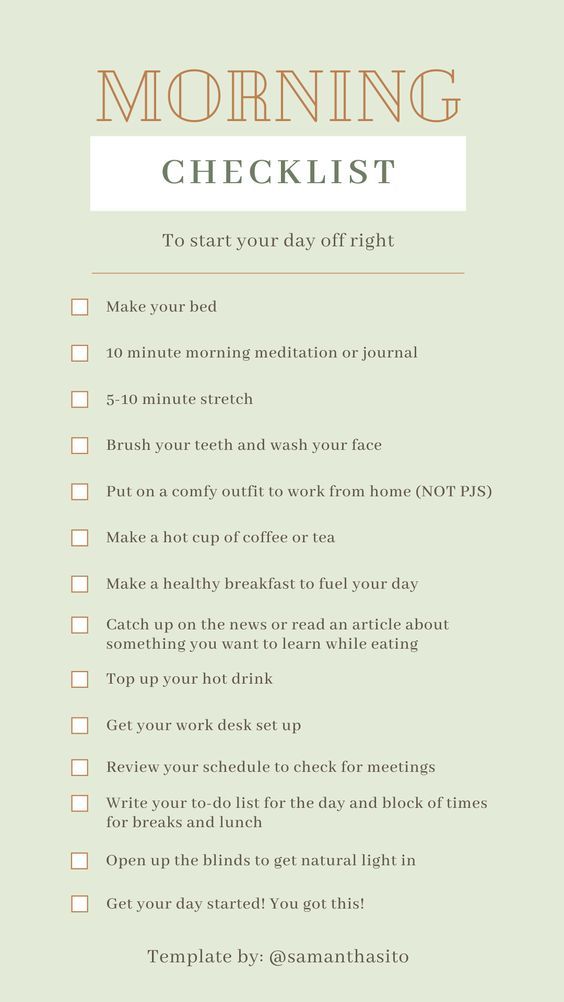 MORNING
CHECKLIST
To start your day off right
Make your bed
10 minute morning meditation or journal
5-10 minute stretch
Brush your teeth and wash your face
Put on a comfy outfit to work from home (NOT PJS)
Make a hot cup of coffee or tea
Make a healthy breakfast to fuel your day
Catch up on the news or read an article about
something you want to learn while eating
Top up your hot drink
Get your work desk set up
Review your schedule to check for meetings
Write your to-do list for the day and block of times
for breaks and lunch
Open up the blinds to get natural light in
Get your day started! You got this!
Template by: @samanthasito